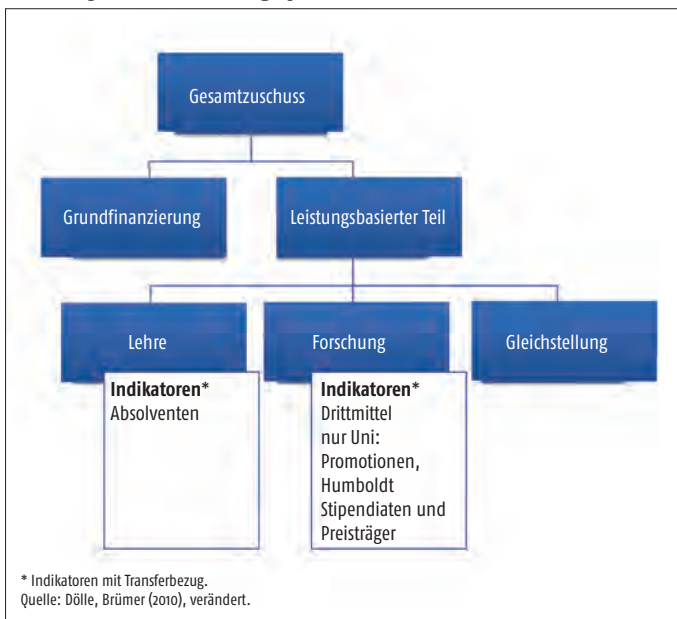 Gesamtzuschuss
Grundfinanzierung
Leistungsbasierter Teil
Lehre
Forschung
Gleichstellung
Indikatoren*
Absolventen
Indikatoren*
Drittmittel
nur Uni:
Promotionen,
Humboldt
Stipendiaten und
Preisträger
* Indikatoren mit Transferbezug.
Quelle: Dölle, Brümer (2010), verändert.